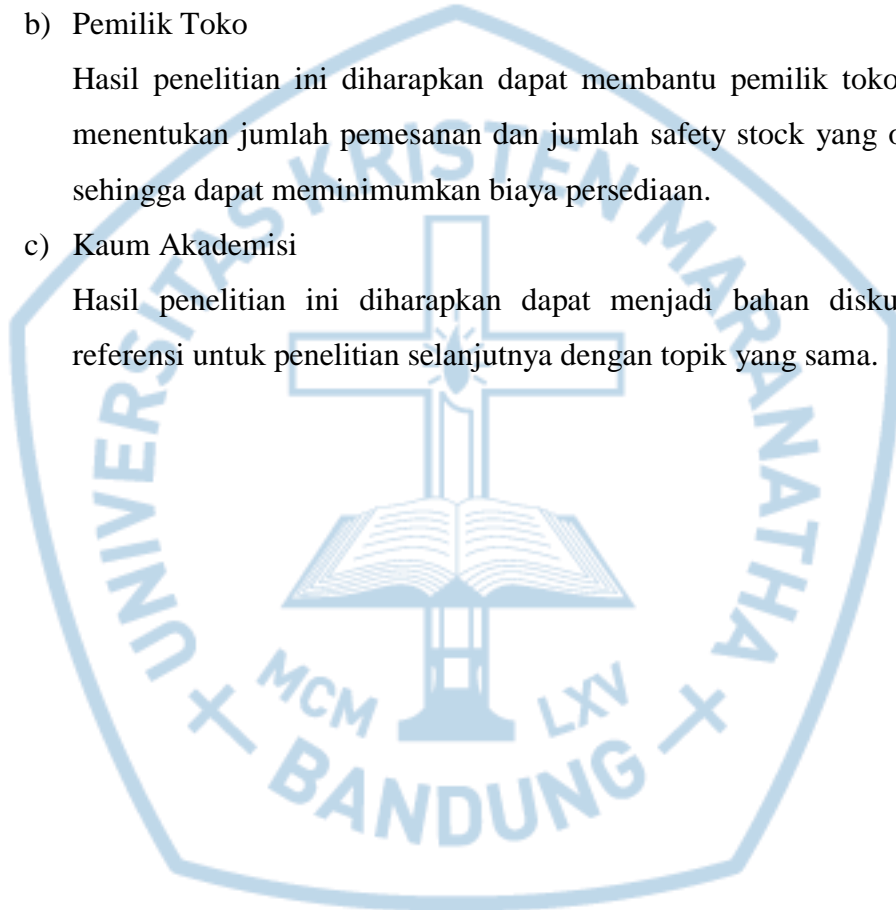 b) Pemilik Toko
Hasil penelitian ini diharapkan dapat membantu pemilik toko
menentukan jumlah pemesanan dan jumlah safety stock yang
sehingga dapat meminimumkan biaya persediaan.
c) Kaum Akademisi
Hasil penelitian ini diharapkan dapat menjadi bahan
referensi untuk penelitian selanjutnya dengan topik yang sama.
UNIVERSITAS KRISTEN MARANATHA
MCM LXV
BANDUNG